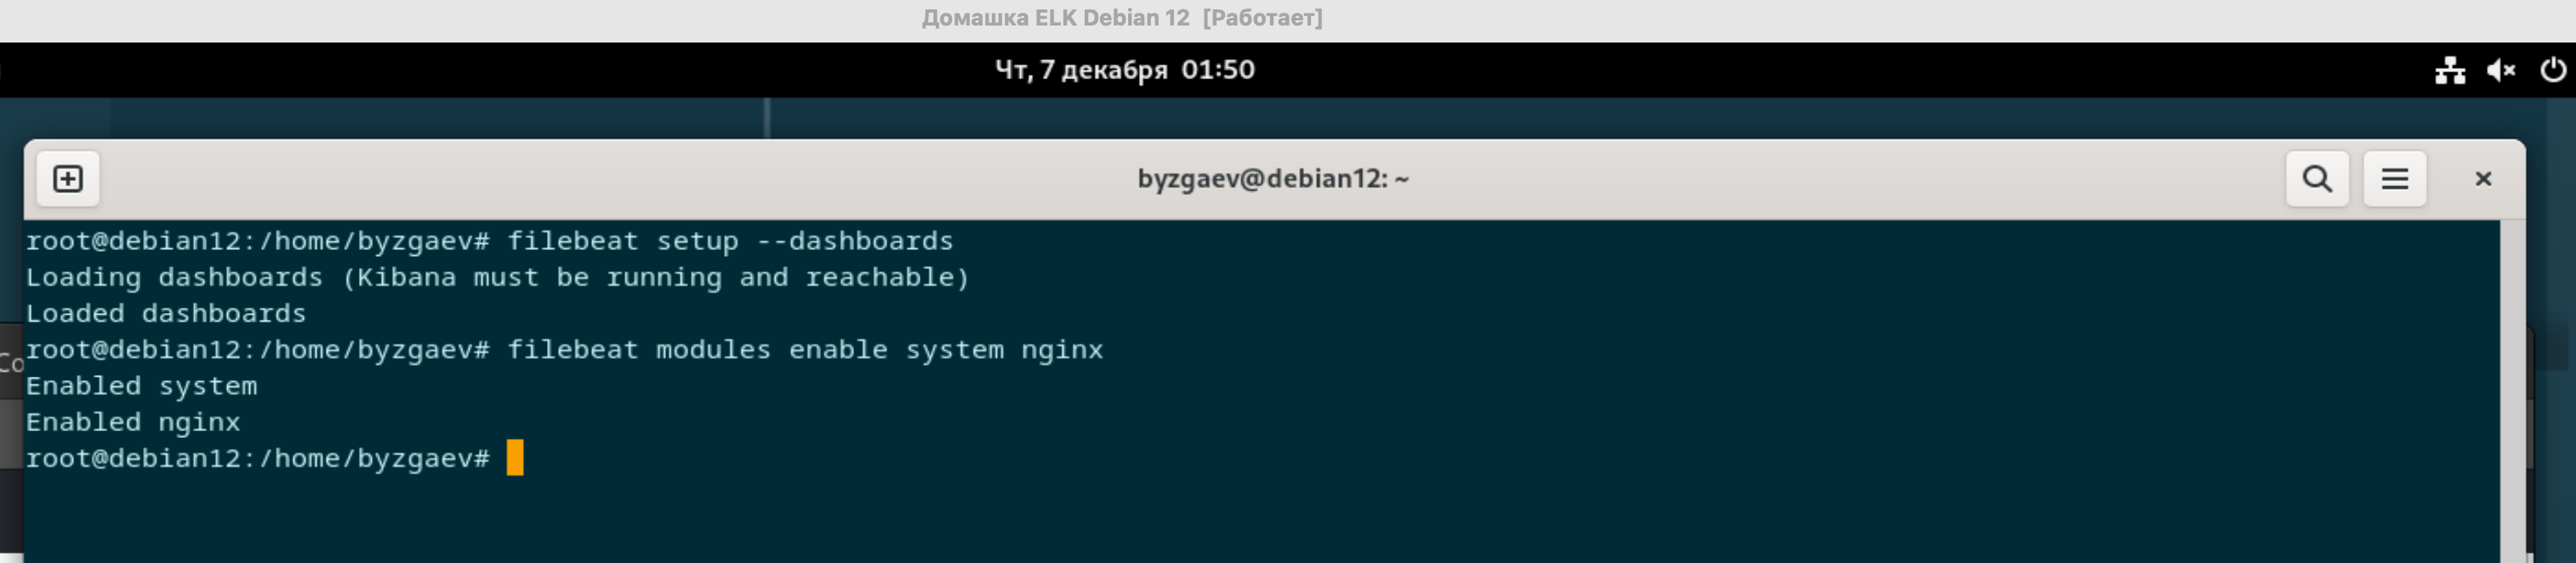 Домашка ELK Debian 12 [Работает]
Чт, 7 декабря 01:50
byzgaev@debian12: ~
root@debian12:/home/byzgaev# filebeat setup --dashboards
Loading dashboards (Kibana must be running and reachable)
Loaded dashboards
root@debian12:/home/byzgaev# filebeat modules enable system nginx
Co
Enabled system
Enabled nginx
root@debian12:/home/byzgaev#